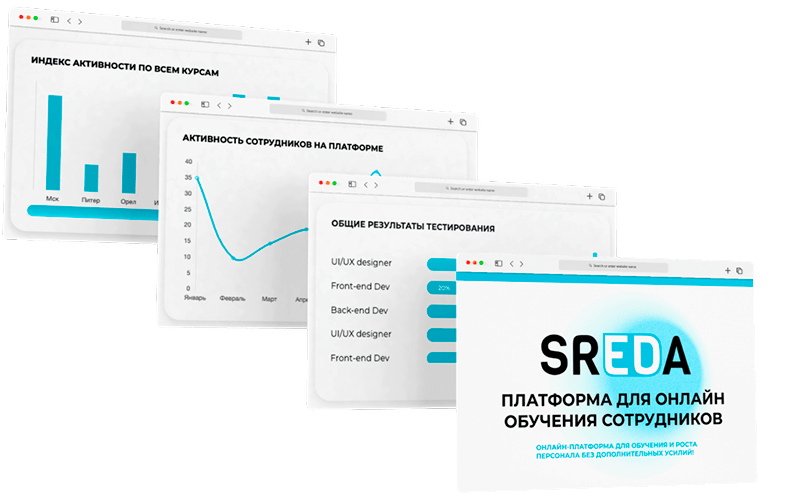 Search or enter website name
ИНДЕКС АКТИВНОСТИ ПО ВСЕМ КУРСАМ
Мск
Питер
Орел
Search or enter website name
АКТИВНОСТЬ СОТРУДНИКОВ НА ПЛАТФОРМЕ
40
35
30
25
20
15
10
5
0
Январь
Февраль
Март
Search or enter website name
ОБЩИЕ РЕЗУЛЬТАТЫ ТЕСТИРОВАНИЯ
UI/UX designer
Front-end Dev
20%
Back-end Dev
UI/UX designer
Front-end Dev
Search or enter website name
SREDA
ПЛАТФОРМА ДЛЯ ОНЛАЙН
ОБУЧЕНИЯ СОТРУДНИКОВ
ОНЛАЙН-ПЛАТФОРМА ДЛЯ ОБУЧЕНИЯ И РОСТА
ПЕРСОНАЛА БЕЗ ДОПОЛНИТЕЛЬНЫХ УСИЛИЙ!